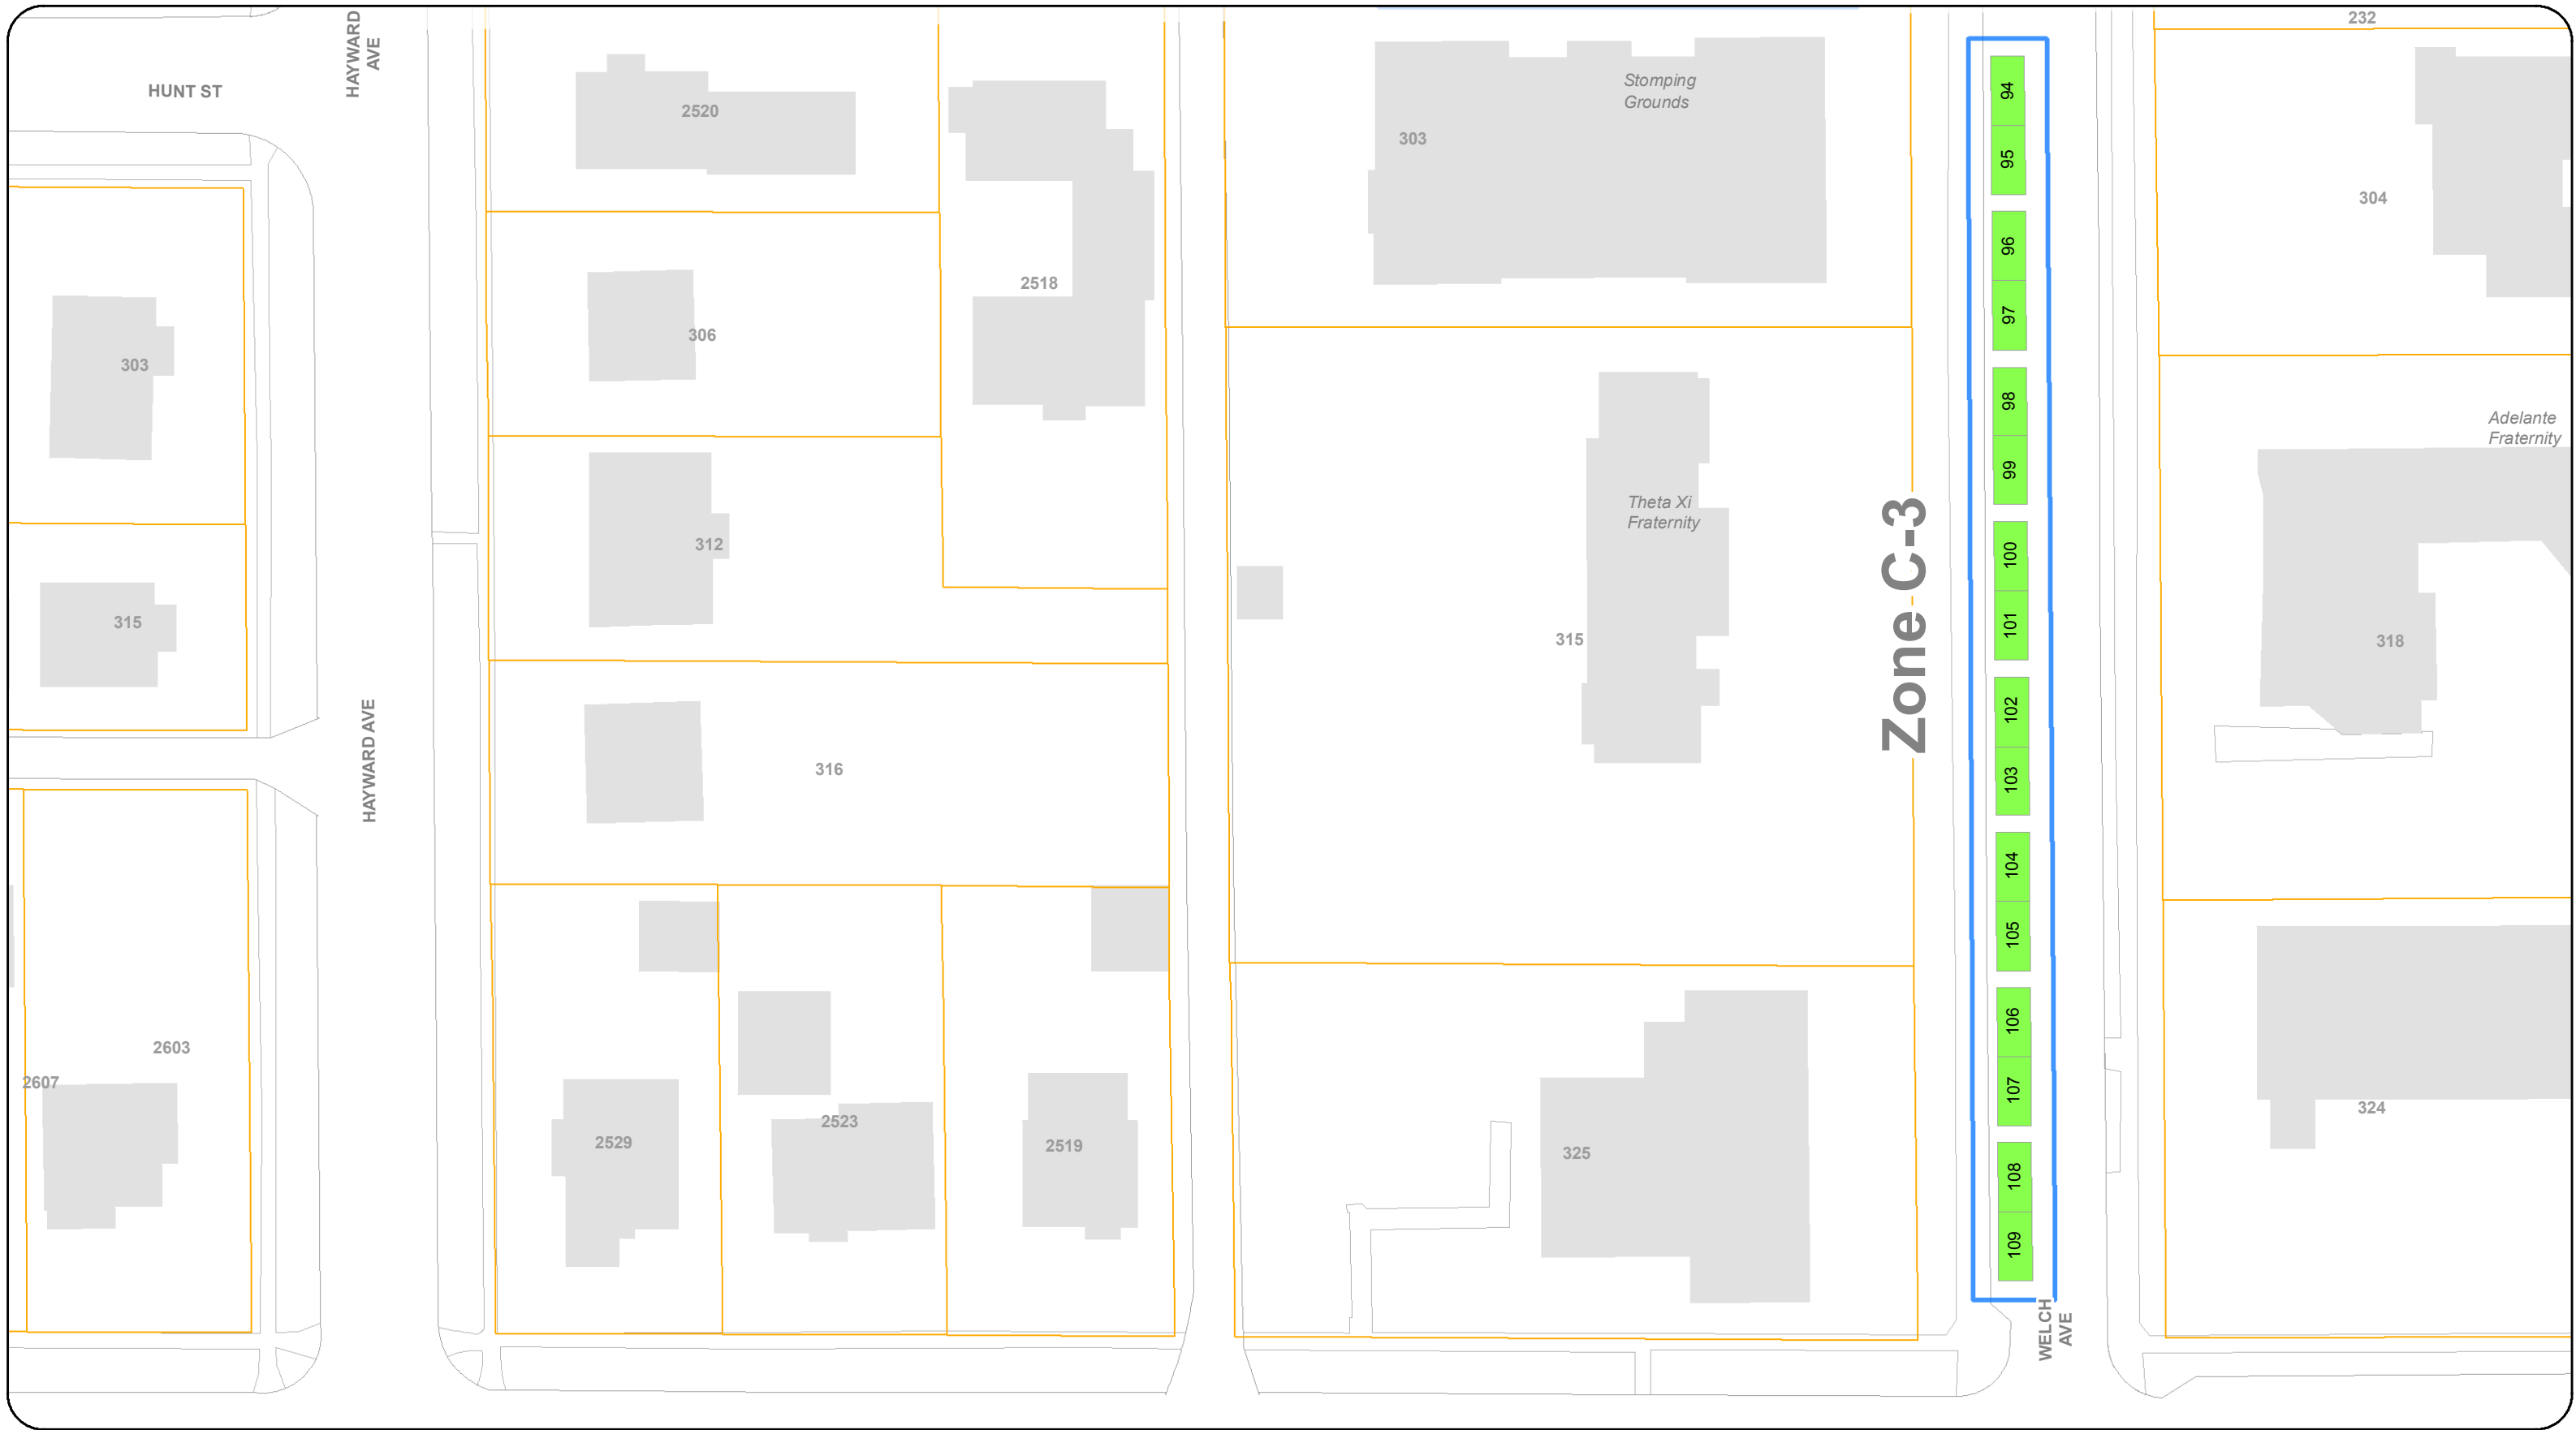 HUNT ST
HAYWARD
AVE
HAYWARD AVE
303
315
2603
2607
2520
306
312
316
2518
2529
2523
2519
Stomping
Grounds
303
Theta Xi
Fraternity
315
325
Zone C-3
94
95
96
97
98
99
100
101
102
103
104
105
106
107
108
109
WELCH
AVE
232
304
Adelante
Fraternity
318
324